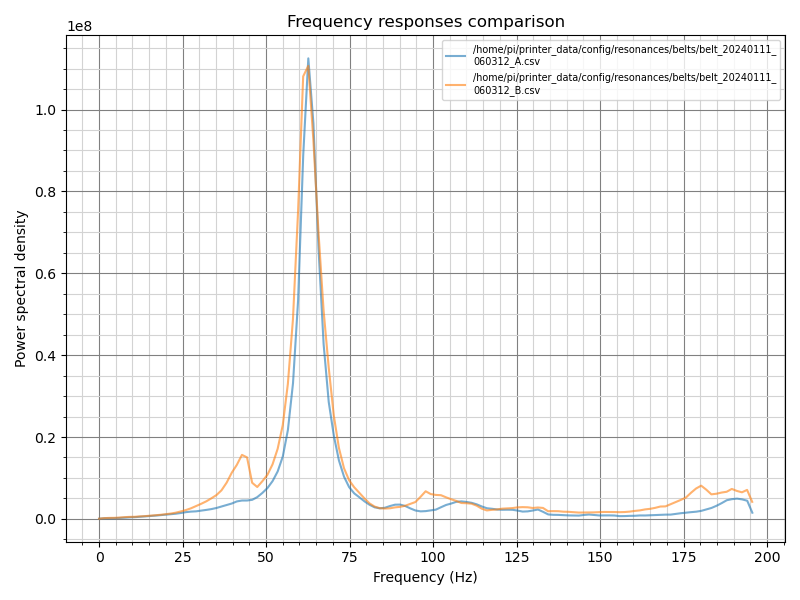 Frequency responses comparison
1e8
/home/pi/printer_data/config/resonances/belts/belt_20240111_
060312_A.csv
/home/pi/printer_data/config/resonances/belts/belt_20240111_
060312_B.csv
Power spectral density
1.0
0.8
0.6
0.4
0.2
0.0
0 25 50 75 100 125 150 175 200
Frequency (Hz)